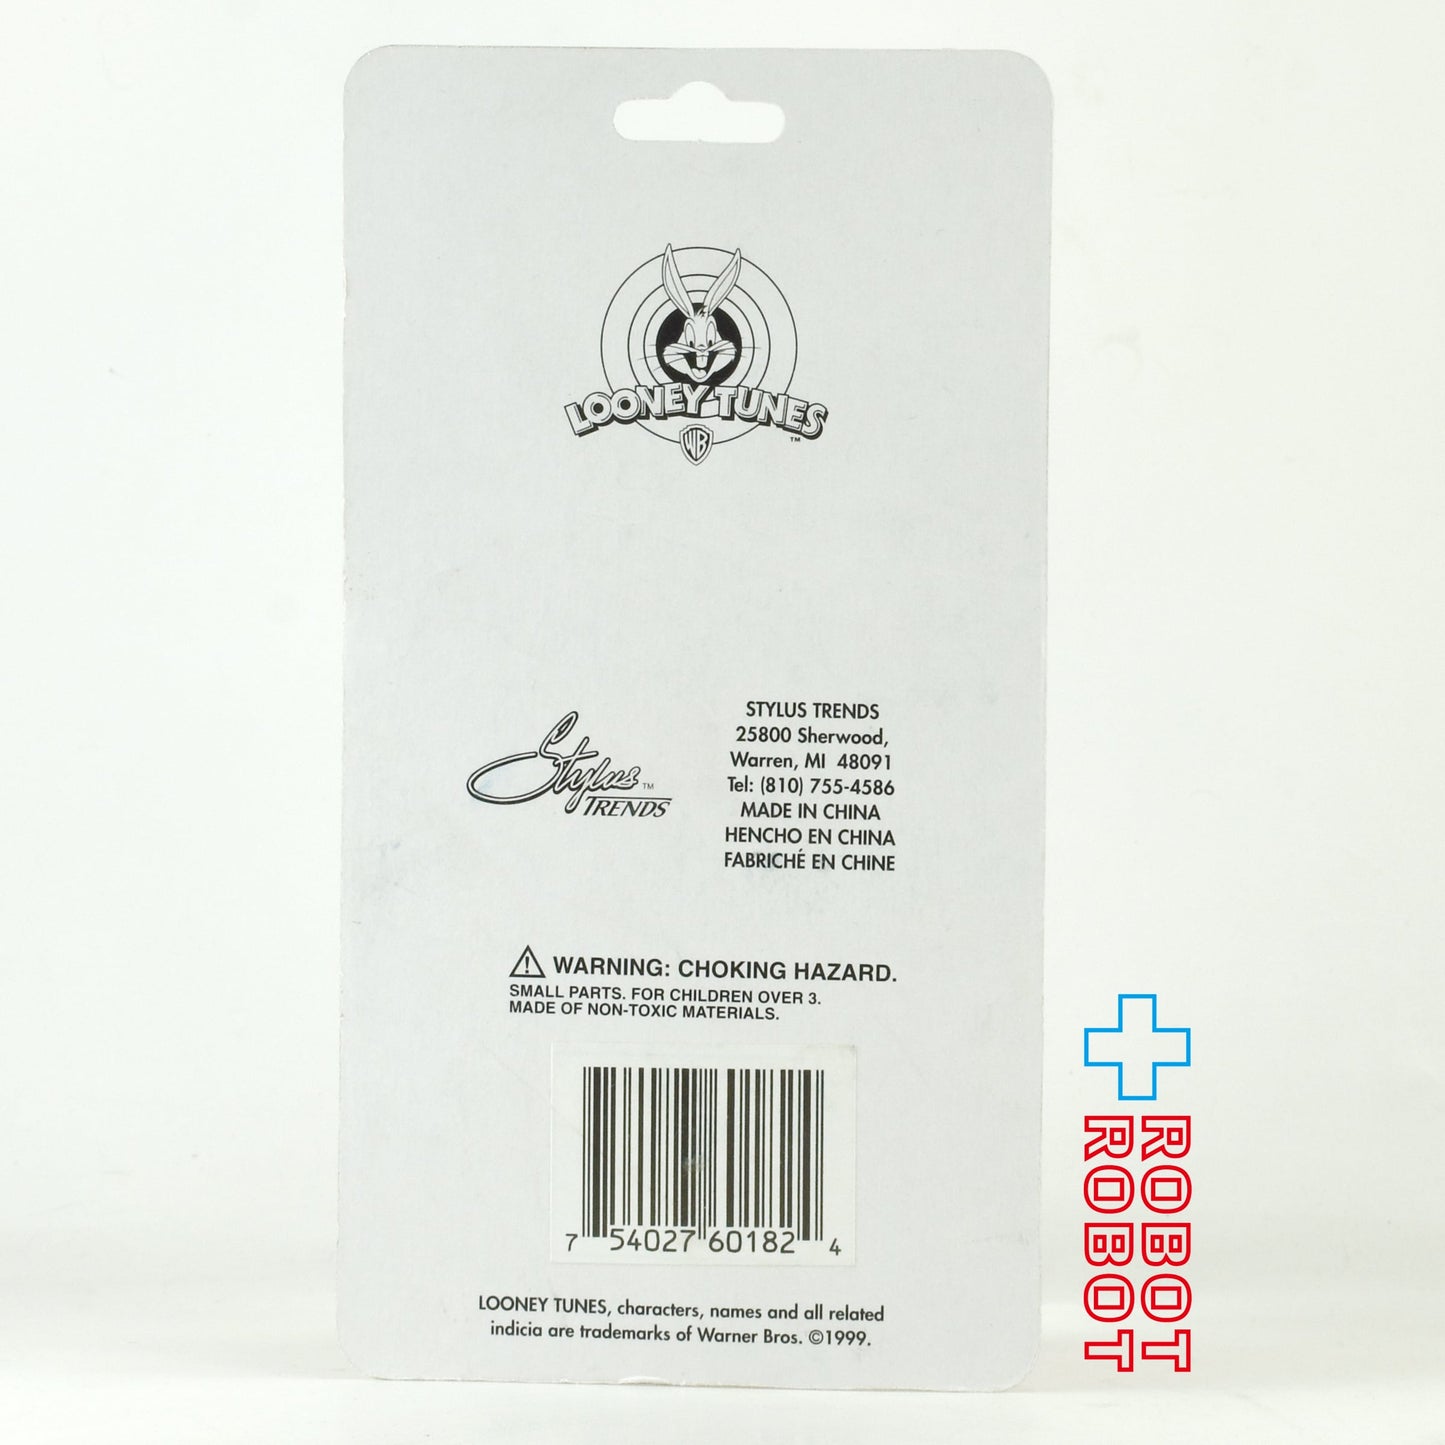 LOONEY TUNES
TM
WB
Stylus TM
TRENDS
STYLUS TRENDS
25800 Sherwood,
Warren, MI 48091
Tel: (810) 755-4586
MADE IN CHINA
HENCHO EN CHINA
FABRICHÉ EN CHINE
WARNING: CHOKING HAZARD.
SMALL PARTS. FOR CHILDREN OVER 3.
MADE OF NON-TOXIC MATERIALS.
7 54027 60182 4
LOONEY TUNES, characters, names and all related
indicia are trademarks of Warner Bros. ©1999.
ROBOT
ROBOT